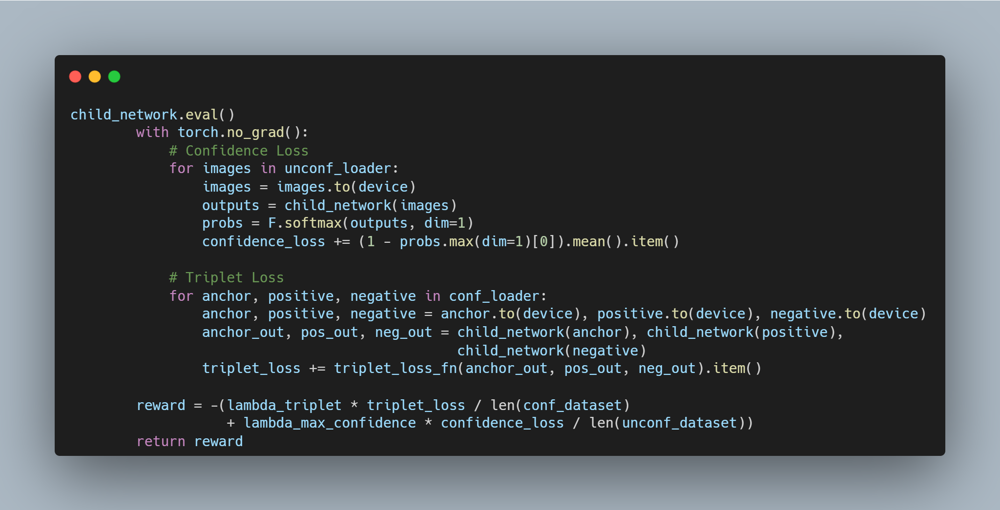 child_network.eval()
        with torch.no_grad():
            # Confidence Loss
            for images in unconf_loader:
                images = images.to(device)
                outputs = child_network(images)
                probs = F.softmax(outputs, dim=1)
                confidence_loss += (1 - probs.max(dim=1)[0]).mean().item()

            # Triplet Loss
            for anchor, positive, negative in conf_loader:
                anchor, positive, negative = anchor.to(device), positive.to(device), negative.to(device)
                anchor_out, pos_out, neg_out = child_network(anchor), child_network(positive),
                                               child_network(negative)
                triplet_loss += triplet_loss_fn(anchor_out, pos_out, neg_out).item()

        reward = -(lambda_triplet * triplet_loss / len(conf_dataset)
                   + lambda_max_confidence * confidence_loss / len(unconf_dataset))
        return reward